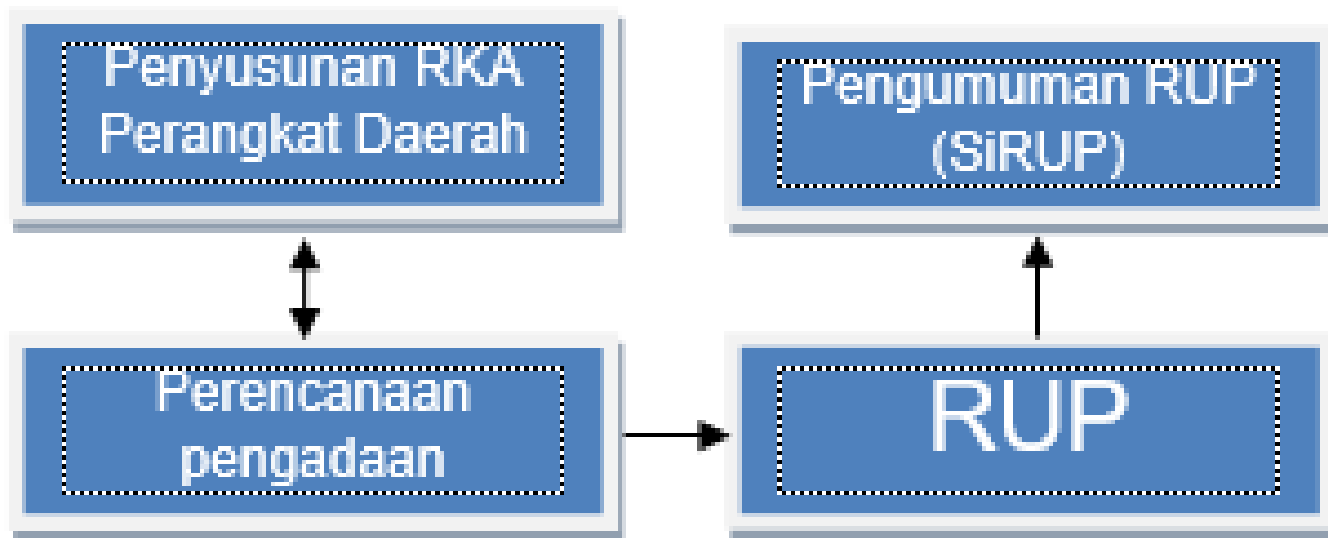 Penyusunan RKA
Perangkat Daerah
Pengumuman RUP
(SiRUP)
Perencanaan
pengadaan
RUP